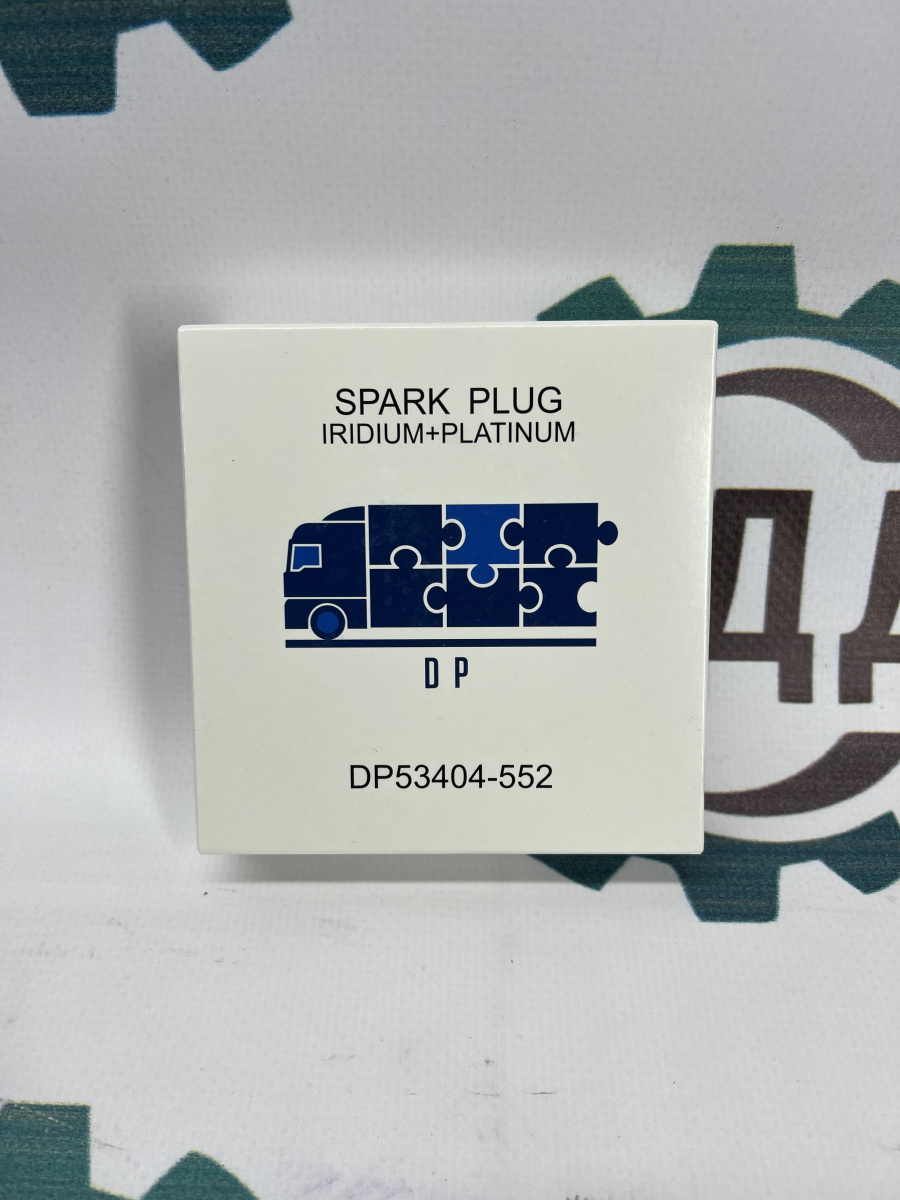 SPARK PLUG
IRIDIUM+PLATINUM
DP
DP53404-552